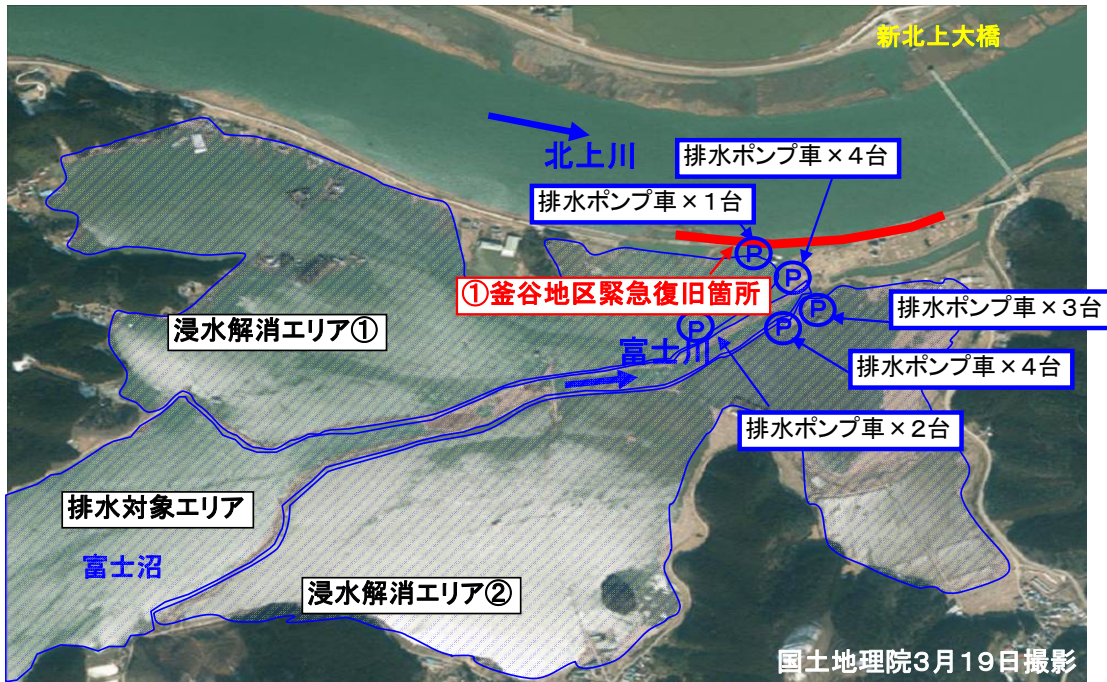 新北上大橋
北上川
排水ポンプ車×4台
排水ポンプ車×1台
P
P
①釜谷地区緊急復旧箇所
P
排水ポンプ車×3台
P
P
浸水解消エリア①
富士川
排水ポンプ車×4台
排水ポンプ車×2台
排水対象エリア
富士沼
浸水解消エリア②
国土地理院3月19日撮影